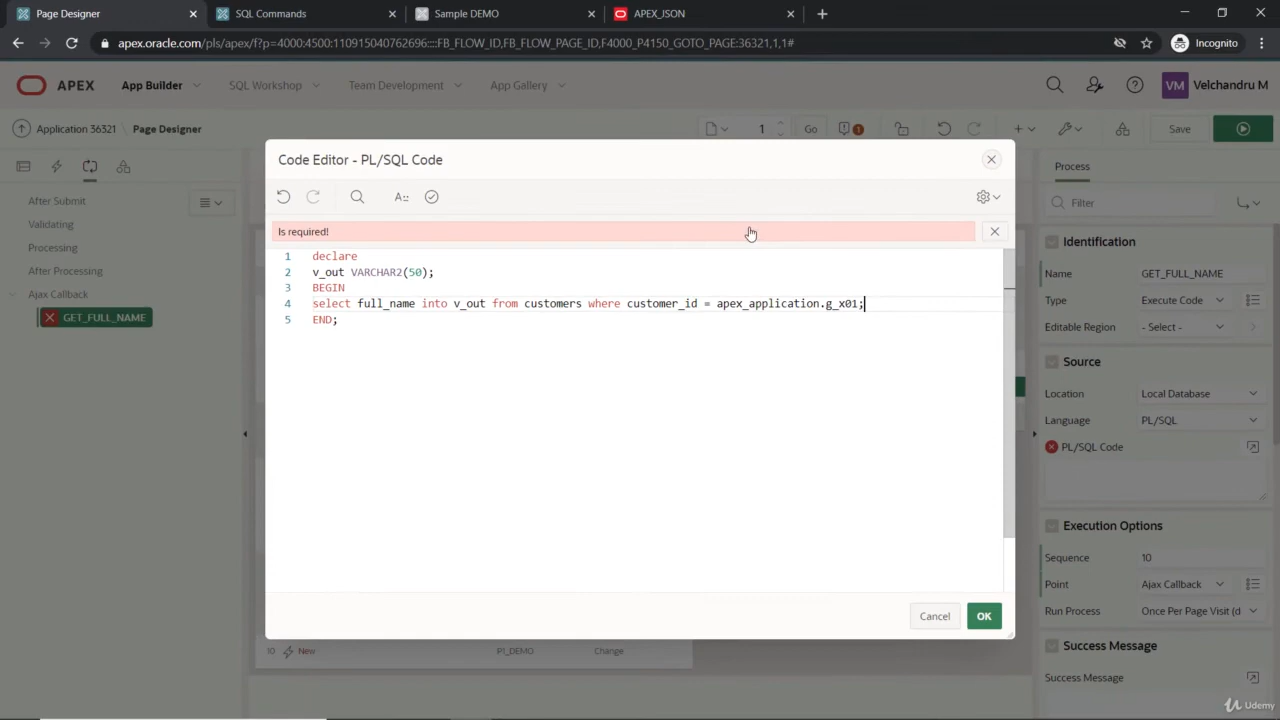 Page Designer
SQL Commands
Sample DEMO
APEX_JSON
apex.oracle.com/pls/apex/f?p=4000:4500:110915040762696::::FB_FLOW_ID,FB_FLOW_PAGE_ID,F4000_P4150_GOTO_PAGE:36321,1,1#
Incognito
APEX
App Builder
SQL Workshop
Team Development
App Gallery
VM
Velchandru M
Application 36321
Page Designer
1
Go
1
Save
After Submit
Validating
Processing
After Processing
Ajax Callback
GET_FULL_NAME
Code Editor - PL/SQL Code
Is required!
1 declare
2 v_out VARCHAR2(50);
3 BEGIN
4 select full_name into v_out from customers where customer_id = apex_application.g_x01;
5 END;
Cancel
OK
10 New P1_DEMO Change
Process
Filter
Identification
Name GET_FULL_NAME
Type Execute Code
Editable Region - Select -
Source
Location Local Database
Language PL/SQL
PL/SQL Code
Execution Options
Sequence 10
Point Ajax Callback
Run Process Once Per Page Visit (d
Success Message
Success Message
Udemy